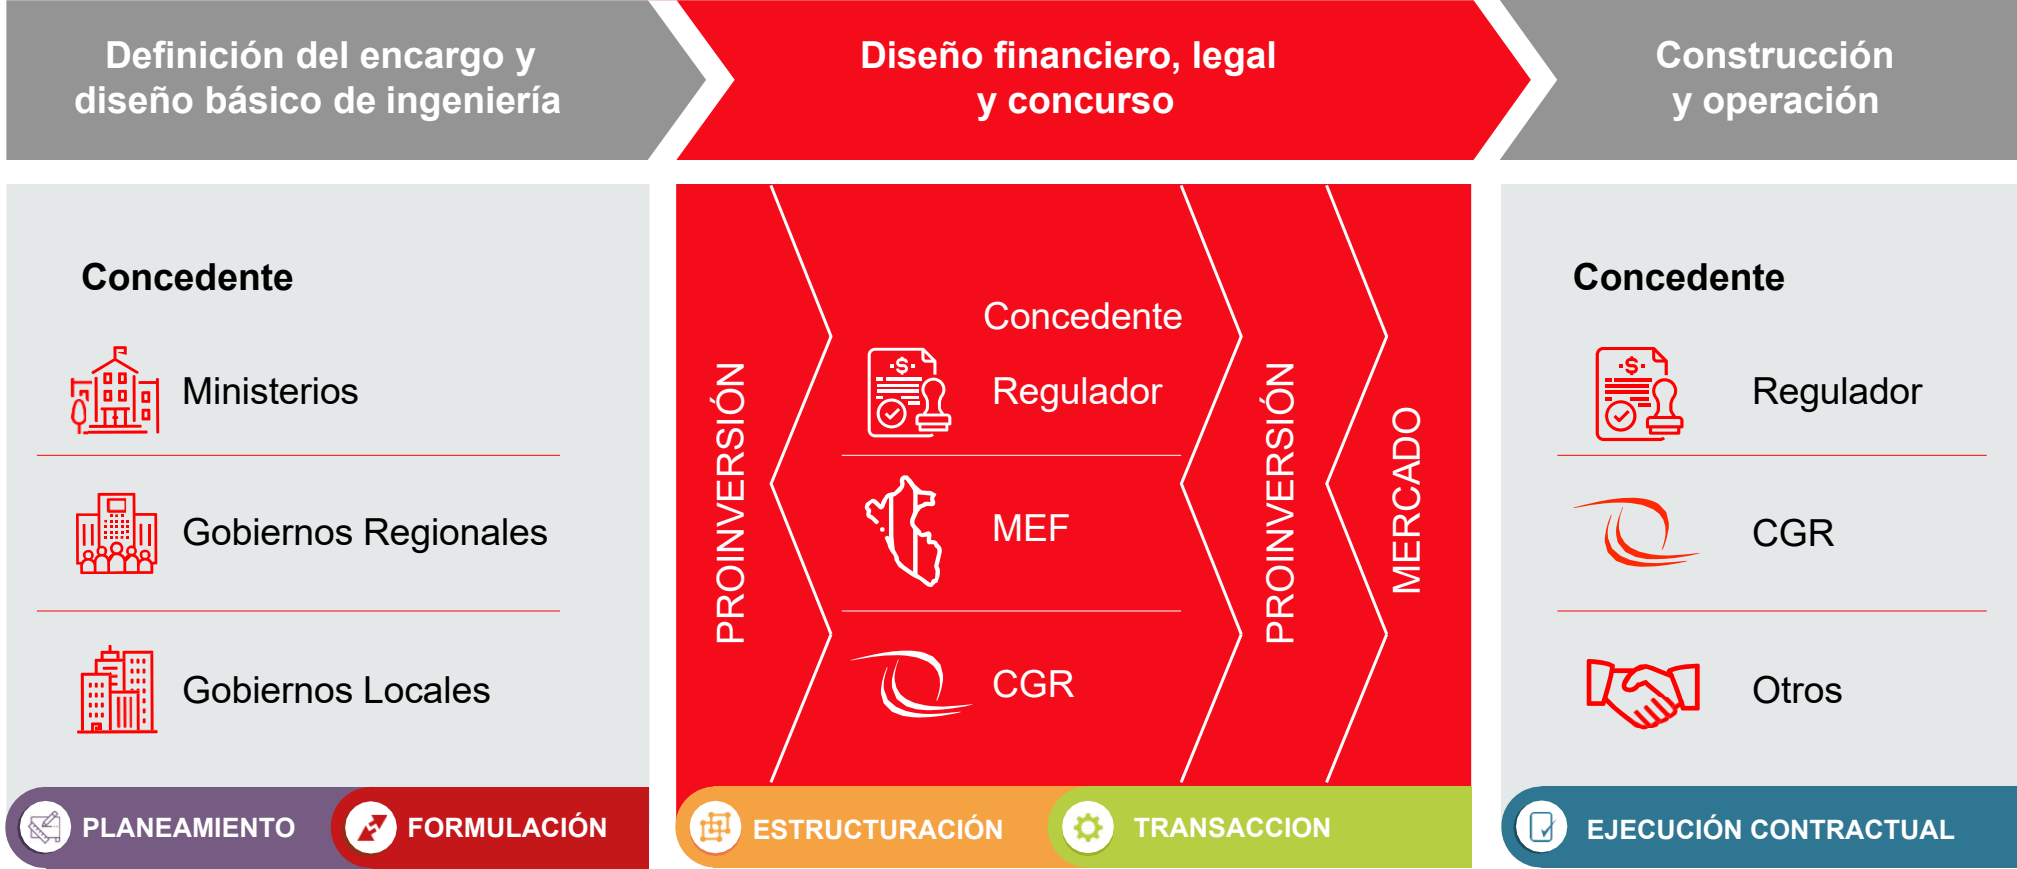 Definición del encargo y
diseño básico de ingeniería
Diseño financiero, legal
y concurso
Construcción
y operación
Concedente
Ministerios
Gobiernos Regionales
Gobiernos Locales
PLANEAMIENTO
FORMULACIÓN
PROINVERSIÓN
Concedente
$
Regulador
MEF
CGR
PROINVERSIÓN
MERCADO
ESTRUCTURACIÓN
TRANSACCION
Concedente
$
Regulador
CGR
Otros
EJECUCIÓN CONTRACTUAL